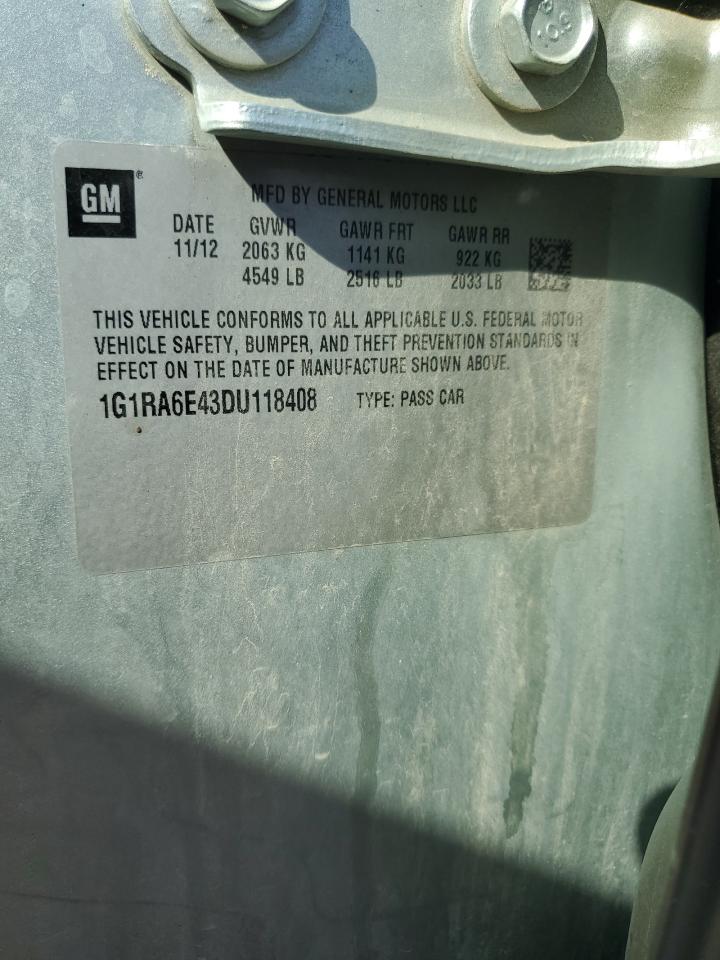 10.9
GM®
MFD BY GENERAL MOTORS LLC
DATE GVWR GAWR FRT GAWR RR
11/12 2063 KG 1141 KG 922 KG
4549 LB 2516 LB 2033 LB
THIS VEHICLE CONFORMS TO ALL APPLICABLE U.S. FEDERAL MOTOR
VEHICLE SAFETY, BUMPER, AND THEFT PREVENTION STANDARDS IN
EFFECT ON THE DATE OF MANUFACTURE SHOWN ABOVE.
1G1RA6E43DU118408 TYPE: PASS CAR